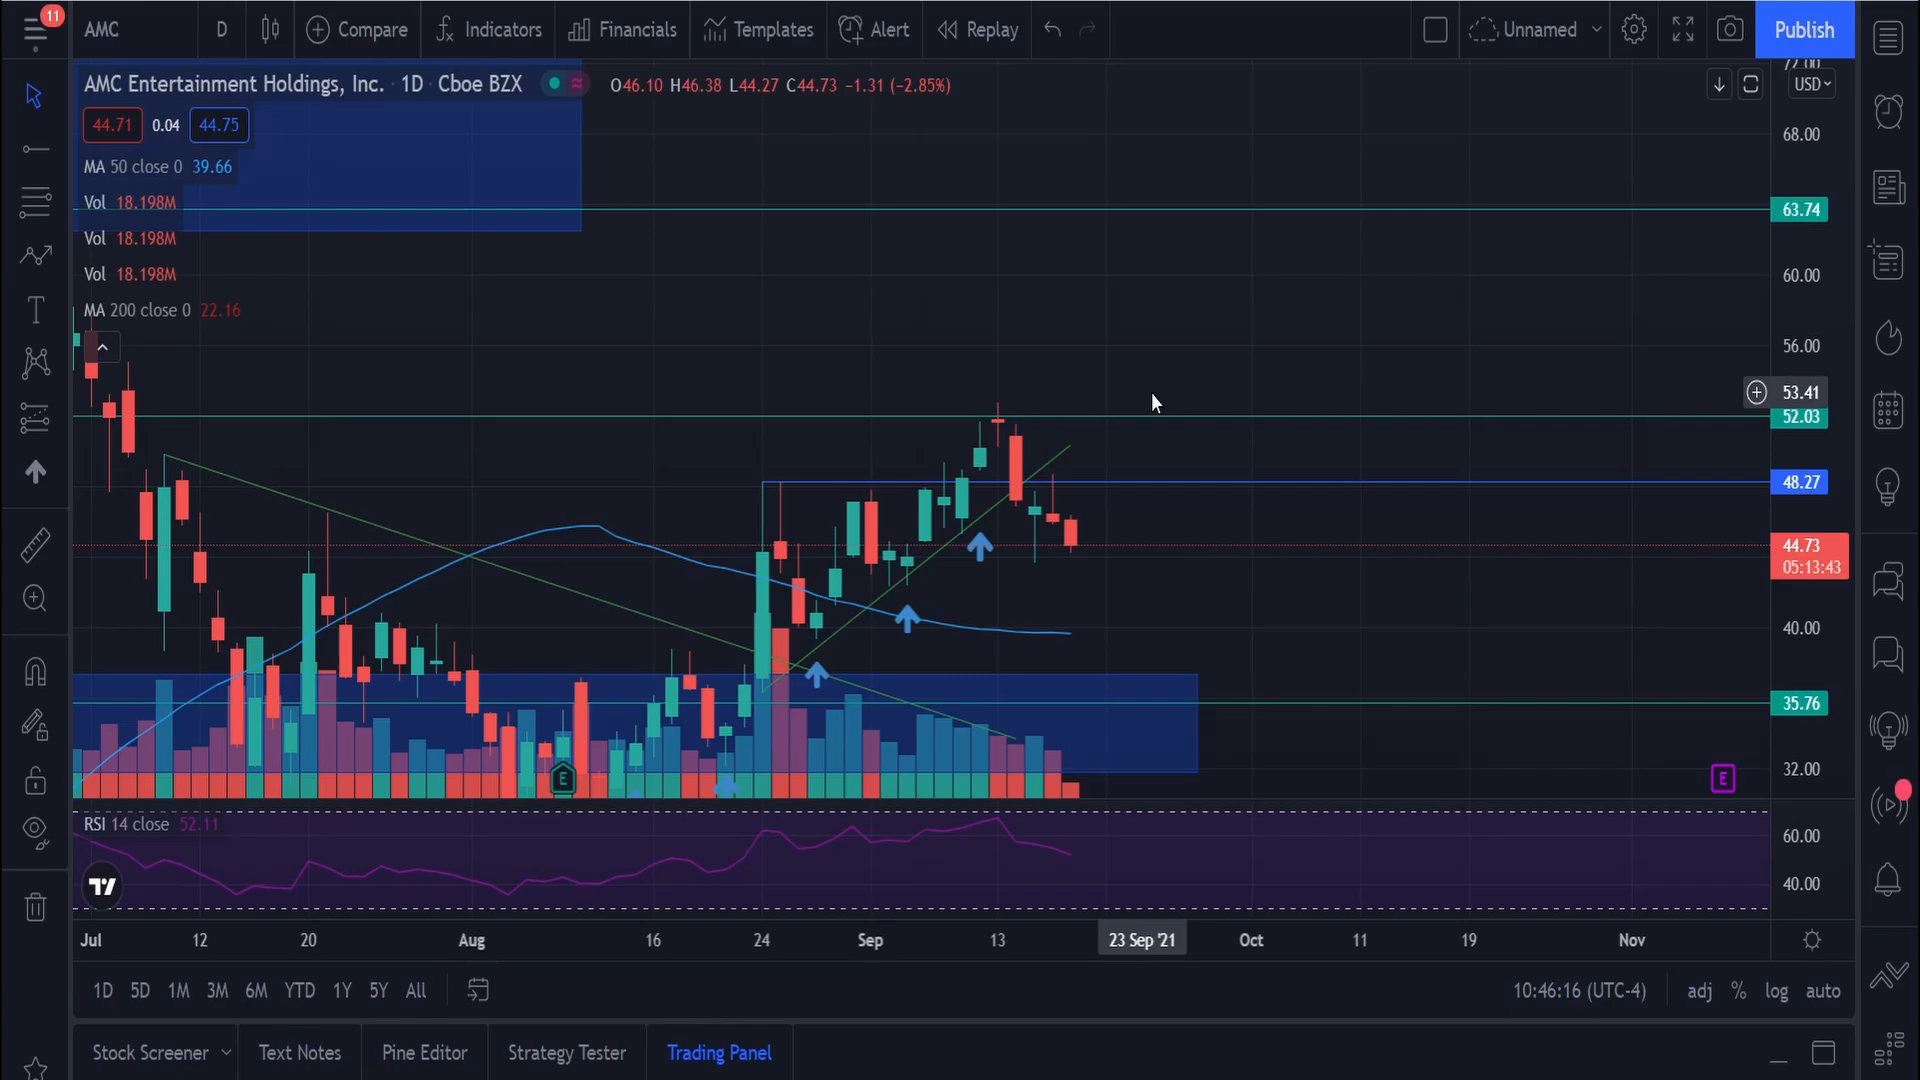 11
AMC D Compare Indicators Financials Templates Alert Replay Unnamed Publish
AMC Entertainment Holdings, Inc. · 1D · Cboe BZX O46.10 H46.38 L44.27 C44.73 −1.31 (−2.85%)
72.00
USD
44.71 0.04 44.75
68.00
MA 50 close 0 39.66
Vol 18.198M
63.74
Vol 18.198M
Vol 18.198M
60.00
MA 200 close 0 22.16
56.00
53.41
52.03
48.27
44.73
05:13:43
40.00
35.76
32.00
E
E
RSI 14 close 52.11
60.00
40.00
Jul 12 20 Aug 16 24 Sep 13 23 Sep '21 Oct 11 19 Nov
1D 5D 1M 3M 6M YTD 1Y 5Y All 10:46:16 (UTC-4) adj % log auto
Stock Screener Text Notes Pine Editor Strategy Tester Trading Panel